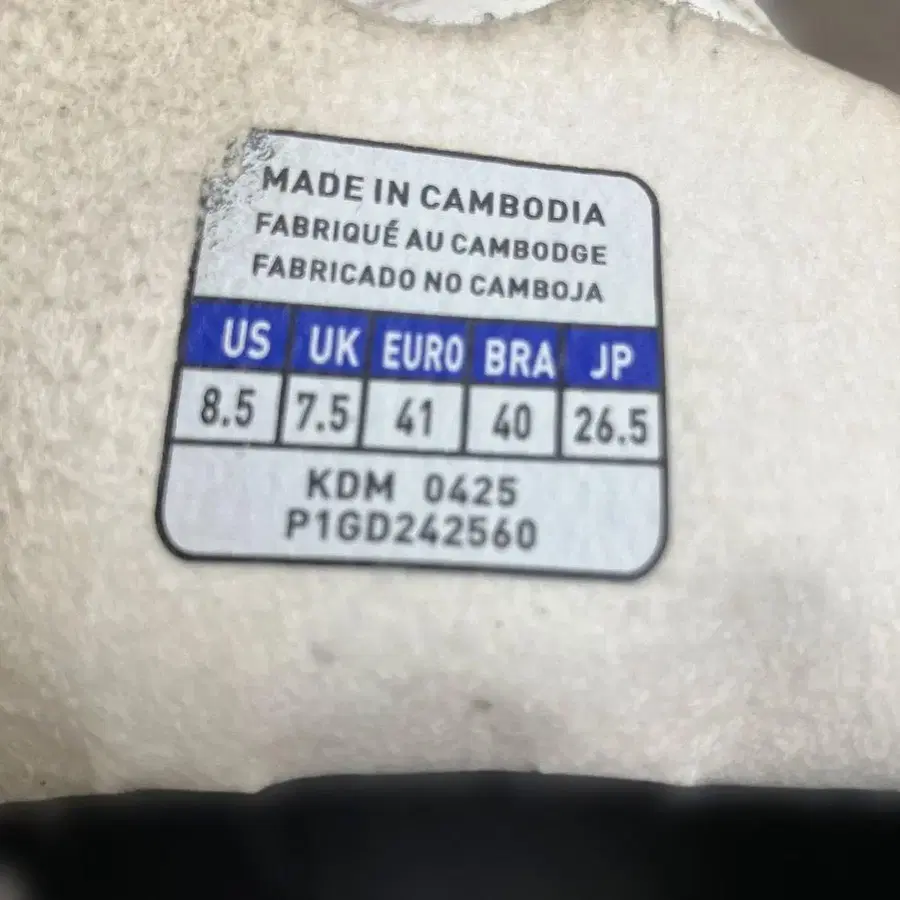 MADE IN CAMBODIA
FABRIQUÉ AU CAMBODGE
FABRICADO NO CAMBOJA
US UK EURO BRA JP
8.5 7.5 41 40 26.5
KDM 0425
P1GD242560